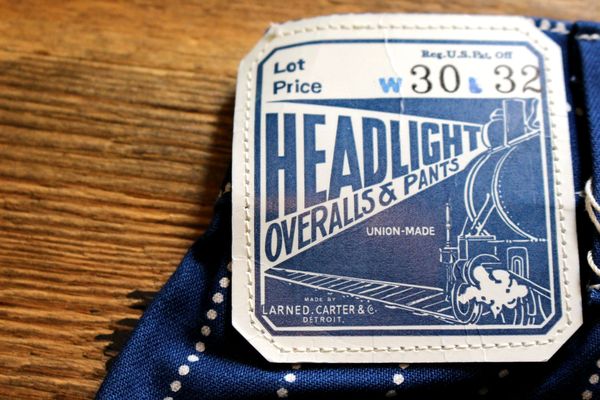 Reg. U.S. Pat. Off
Lot
Price W 30 L 32
HEADLIGHT
OVERALLS & PANTS
UNION-MADE
MADE BY
LARNED. CARTER & Co.
DETROIT.